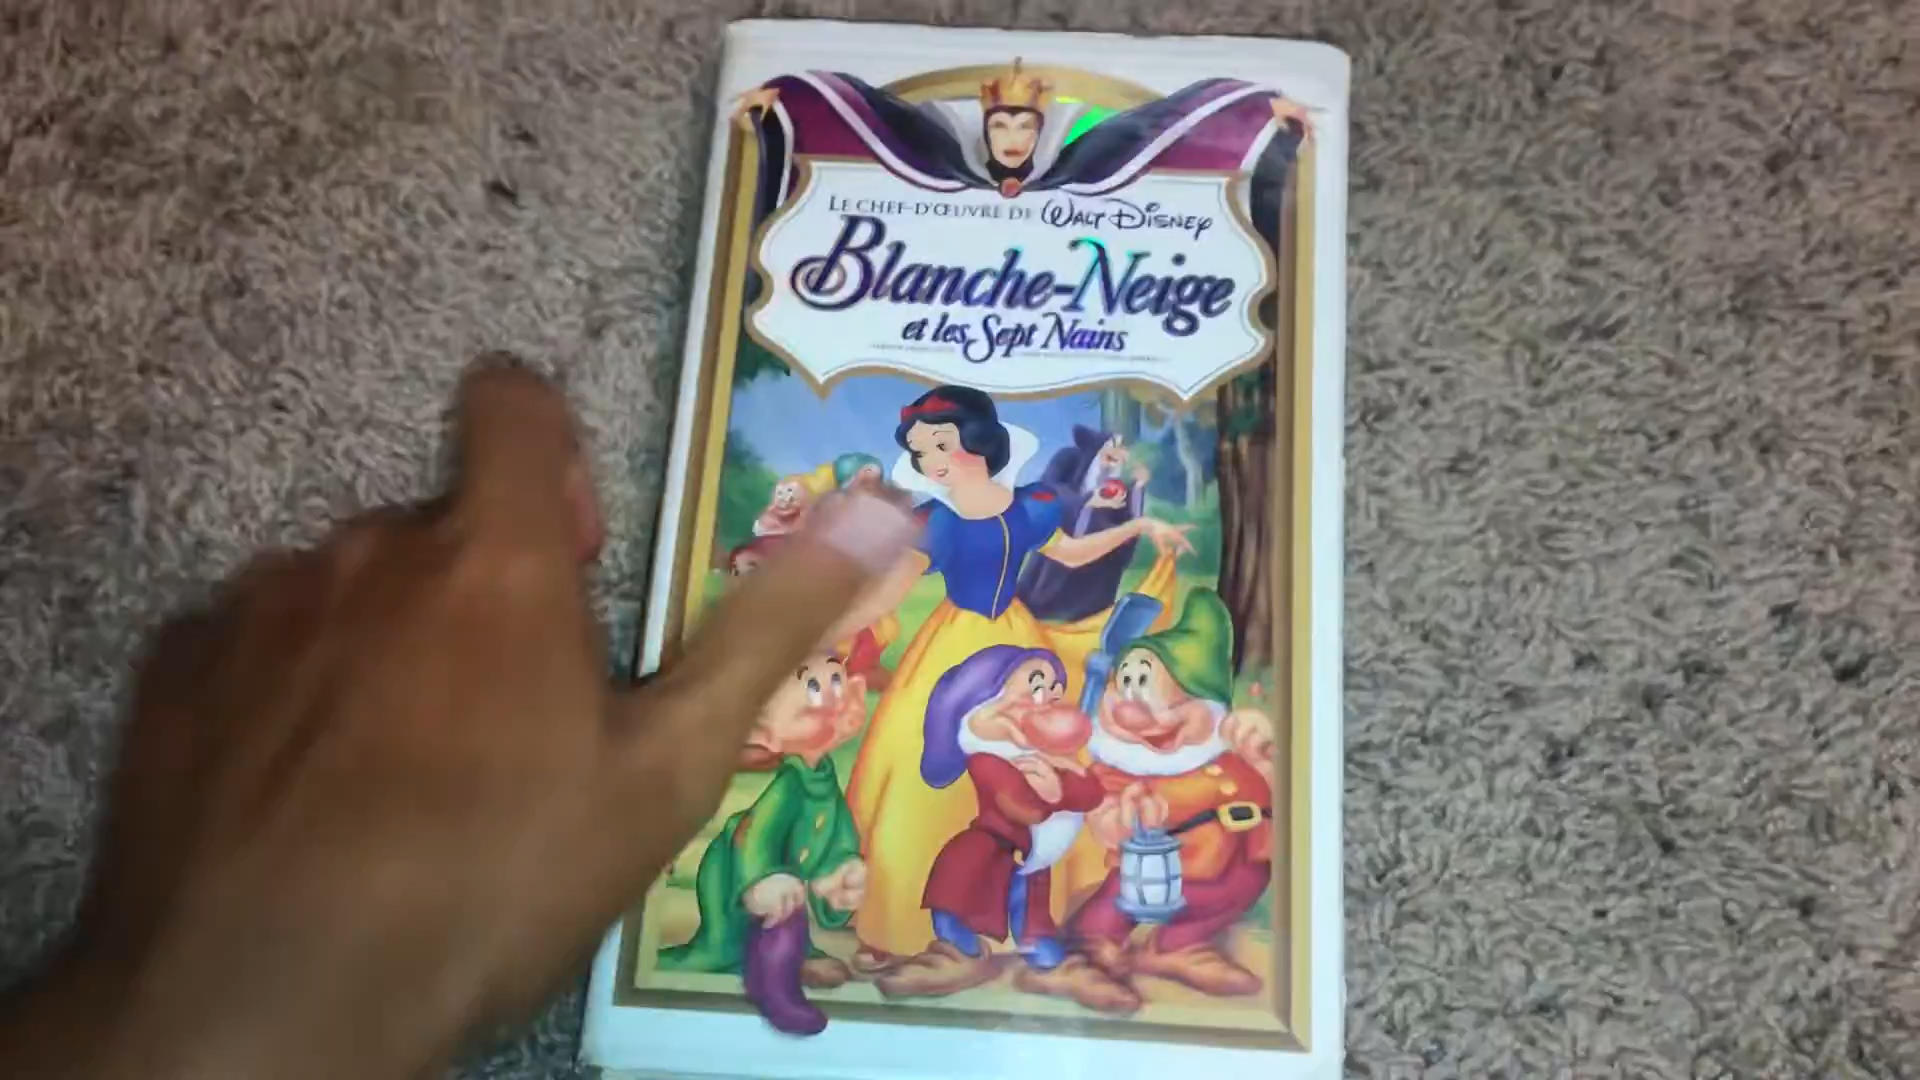 LE CHEF-D'ŒUVRE DE WALT DISNEY
Blanche-Neige
et les Sept Nains